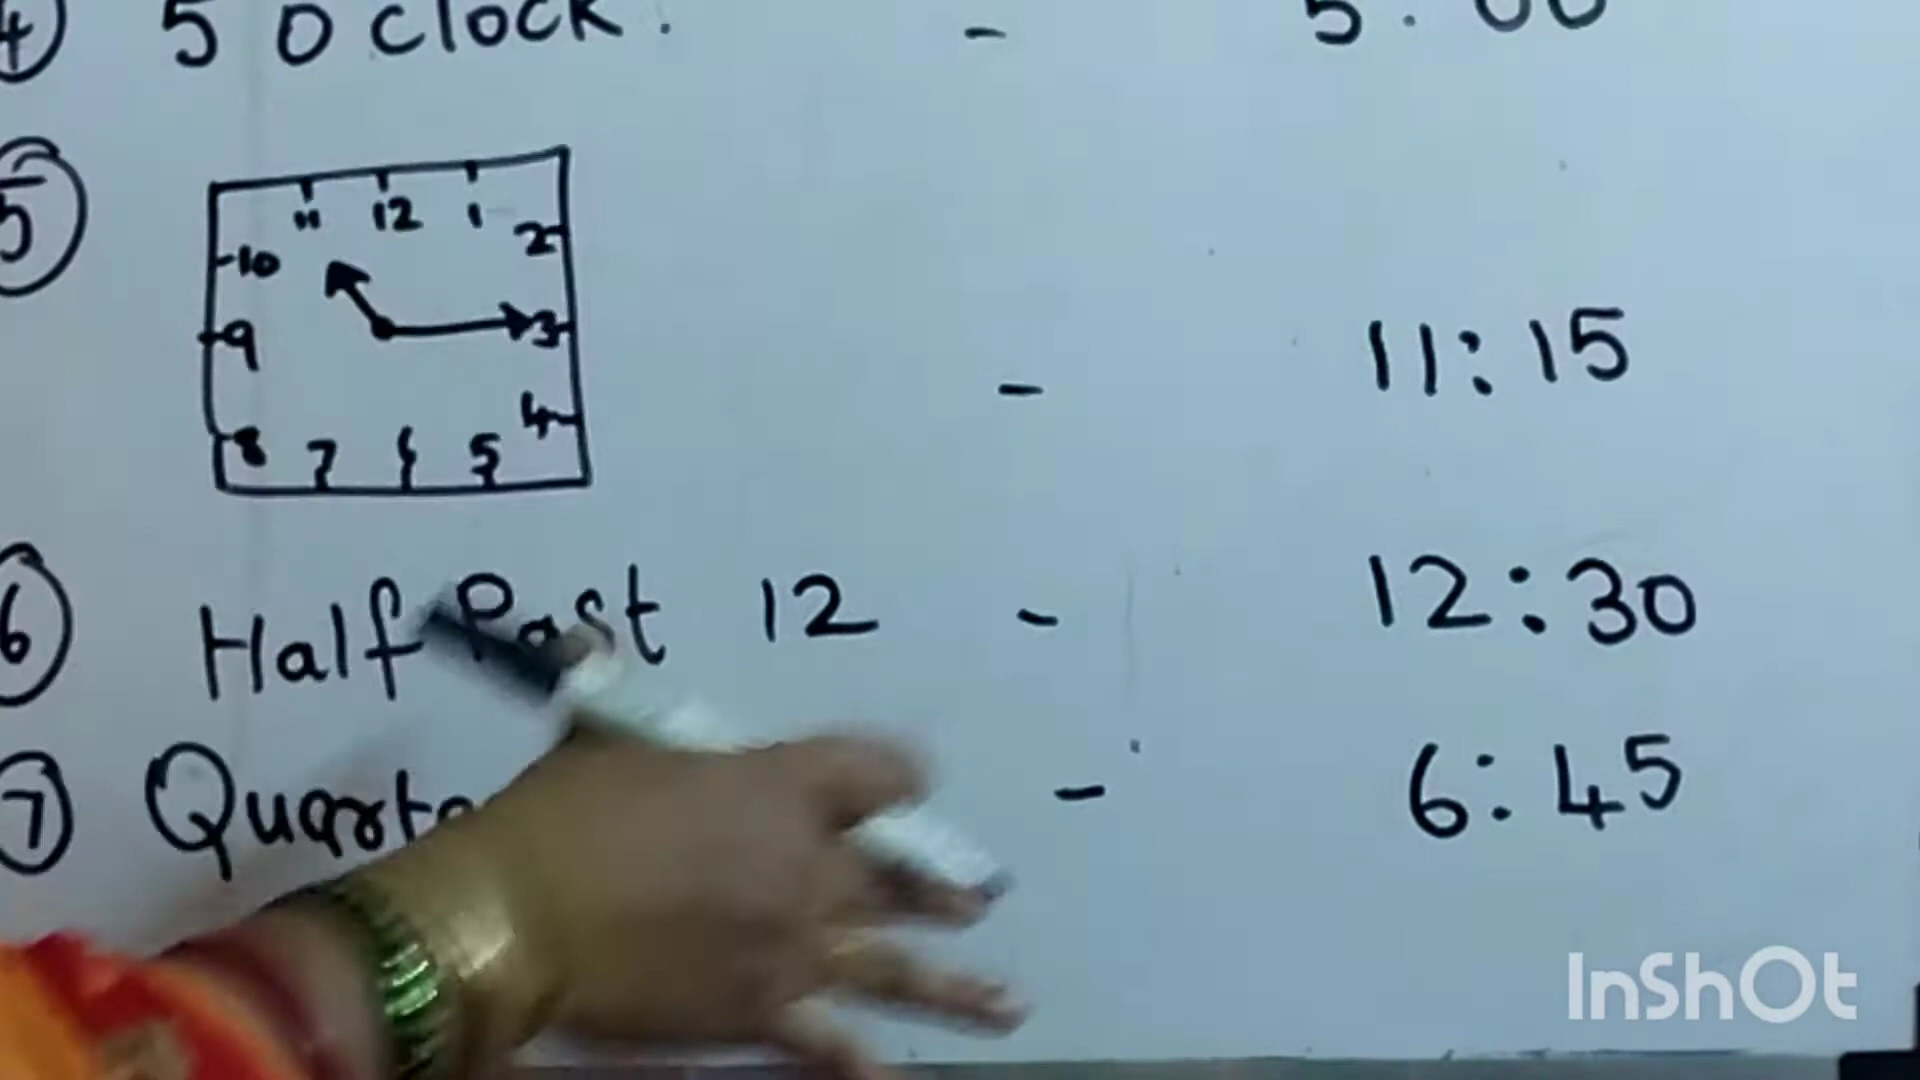 ④ 5 O clock. - 5:00
⑤
11 12 1
10 2
9 3
8 4
7 6 5
- 11:15
⑥ Half Past 12 - 12:30
⑦ - 6:45
InShOt